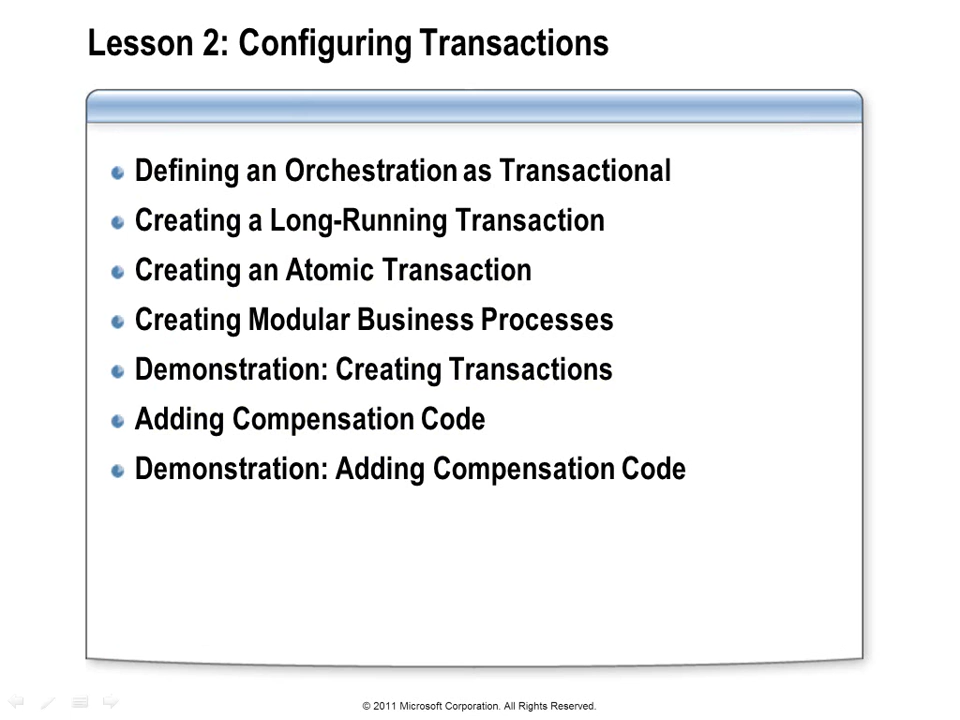 Lesson 2: Configuring Transactions
Defining an Orchestration as Transactional
Creating a Long-Running Transaction
Creating an Atomic Transaction
Creating Modular Business Processes
Demonstration: Creating Transactions
Adding Compensation Code
Demonstration: Adding Compensation Code
© 2011 Microsoft Corporation. All Rights Reserved.